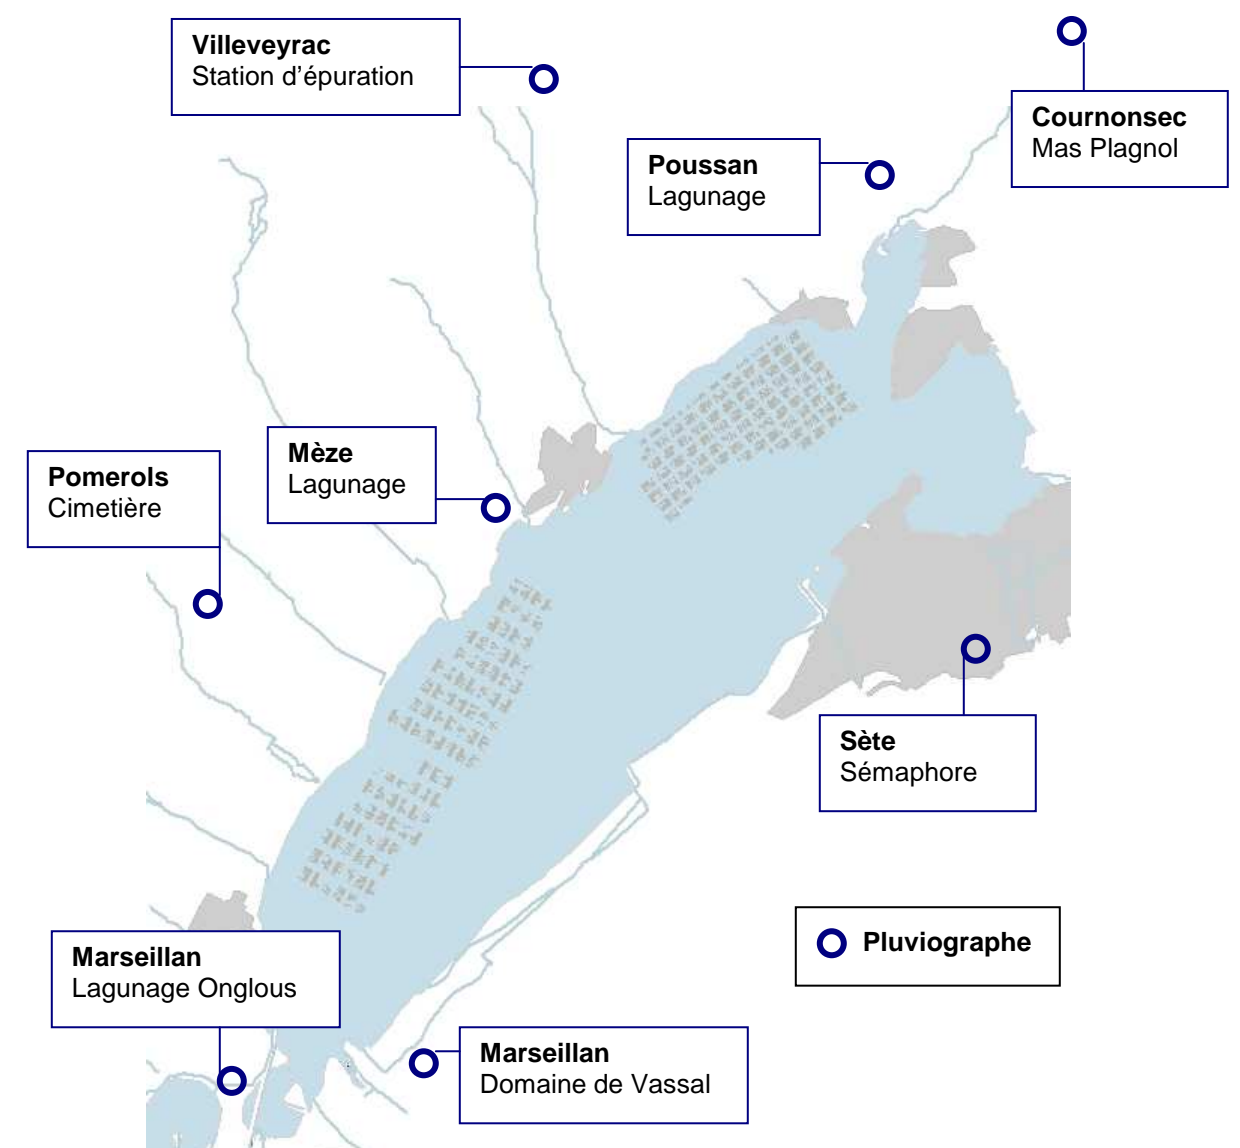 Villeveyrac
Station d'épuration
Cournonsec
Mas Plagnol
Poussan
Lagunage
Mèze
Lagunage
Pomerols
Cimetière
Sète
Sémaphore
Pluviographe
Marseillan
Lagunage Onglous
Marseillan
Domaine de Vassal